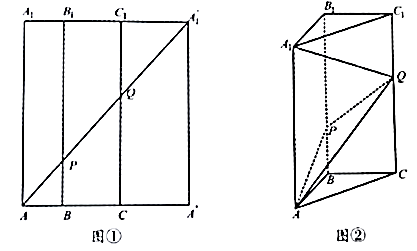 A₁ B₁ C₁ A₁'
Q
P
A B C A'
图①
B₁ C₁
A₁
Q
P
B C
A
图②